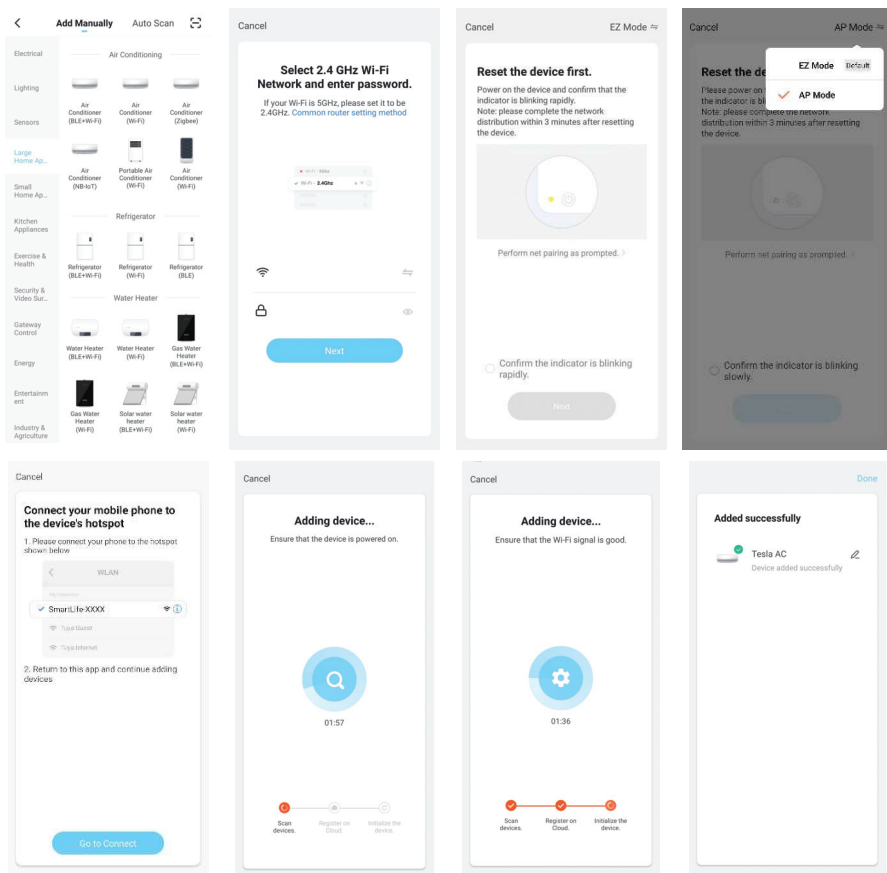 Add Manually Auto Scan
Electrical
Lighting
Sensors
Large
Home Ap...
Small
Home Ap...
Kitchen
Appliances
Exercise &
Health
Security &
Video Sur...
Gateway
Control
Energy
Entertainm
ent
Industry &
Agriculture
Air Conditioning
Air
Conditioner
(BLE+Wi-Fi)
Air
Conditioner
(Wi-Fi)
Air
Conditioner
(Zigbee)
Air
Conditioner
(NB-IoT)
Portable Air
Conditioner
(Wi-Fi)
Air
Conditioner
(Wi-Fi)
Refrigerator
Refrigerator
(BLE+Wi-Fi)
Refrigerator
(Wi-Fi)
Refrigerator
(BLE)
Water Heater
Water Heater
(BLE+Wi-Fi)
Water Heater
(Wi-Fi)
Gas Water
Heater
(BLE+Wi-Fi)
Gas Water
Heater
(Wi-Fi)
Solar water
heater
(BLE+Wi-Fi)
Solar water
heater
(Wi-Fi)
Cancel
Select 2.4 GHz Wi-Fi
Network and enter password.
If your Wi-Fi is 5GHz, please set it to be
2.4GHz. Common router setting method
Wi-Fi - 5Ghz
Wi-Fi - 2.4Ghz
Next
Cancel EZ Mode
Reset the device first.
Power on the device and confirm that the
indicator is blinking rapidly.
Note: please complete the network
distribution within 3 minutes after resetting
the device.
Perform net pairing as prompted.
Confirm the indicator is blinking
rapidly.
Next
Cancel AP Mode
EZ Mode Default
AP Mode
Reset the de
Please power on
the indicator is bl
Note: please complete the network
distribution within 3 minutes after resetting
the device.
Perform net pairing as prompted.
Confirm the indicator is blinking
slowly.
Cancel
Connect your mobile phone to
the device's hotspot
1. Please connect your phone to the hotspot
shown below
WLAN
SmartLife-XXXX
Tuya Guest
Tuya Internet
2. Return to this app and continue adding
devices
Go to Connect
Cancel
Adding device...
Ensure that the device is powered on.
01:57
Scan
devices.
Register on
Cloud.
Initialize the
device.
Cancel
Adding device...
Ensure that the Wi-Fi signal is good.
01:36
Scan
devices.
Register on
Cloud.
Initialize the
device.
Done
Added successfully
Tesla AC
Device added successfully